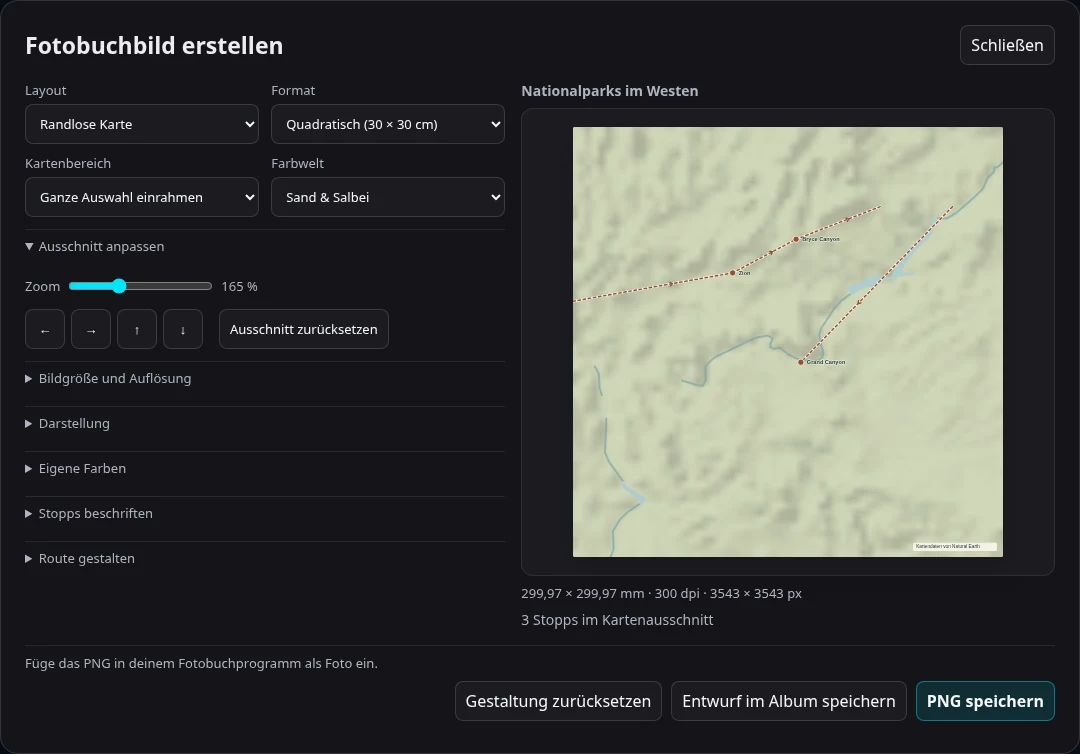 Fotobuchbild erstellen
Schließen
Layout
Format
Randlose Karte
Quadratisch (30 × 30 cm)
Kartenbereich
Farbwelt
Ganze Auswahl einrahmen
Sand & Salbei
Ausschnitt anpassen
Zoom 165 %
← → ↑ ↓ Ausschnitt zurücksetzen
Bildgröße und Auflösung
Darstellung
Eigene Farben
Stopps beschriften
Route gestalten
Nationalparks im Westen
Bryce Canyon
Zion
Grand Canyon
Kartendaten von Natural Earth
299,97 × 299,97 mm · 300 dpi · 3543 × 3543 px
3 Stopps im Kartenausschnitt
Füge das PNG in deinem Fotobuchprogramm als Foto ein.
Gestaltung zurücksetzen
Entwurf im Album speichern
PNG speichern